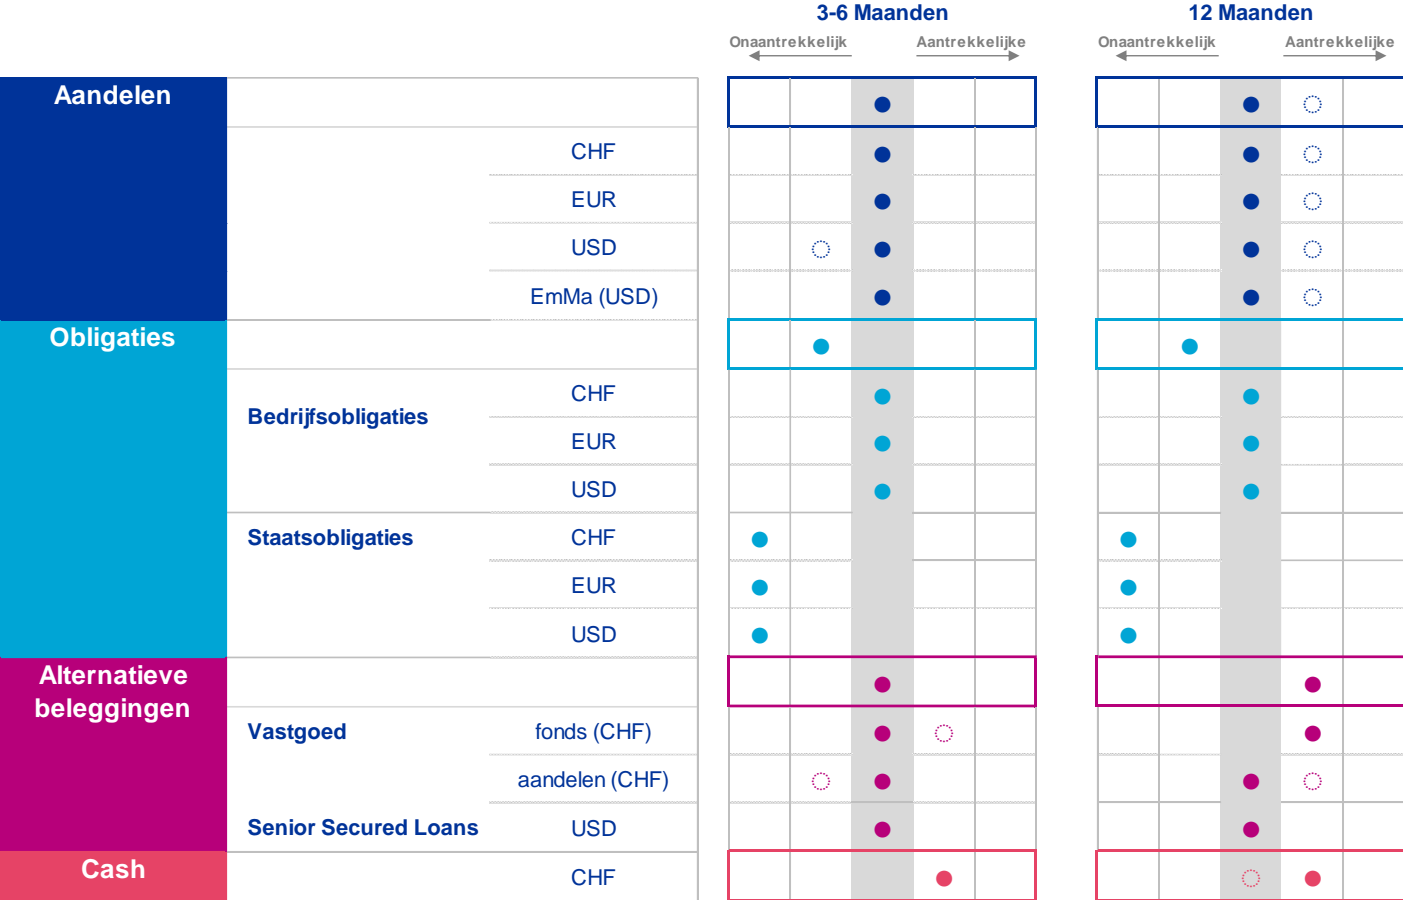 3-6 Maanden
12 Maanden
Onaantrekkelijk
Aantrekkelijke
Onaantrekkelijk
Aantrekkelijke
Aandelen
CHF
EUR
USD
EmMa (USD)
Obligaties
Bedrijfsobligaties
CHF
EUR
USD
Staatsobligaties
CHF
EUR
USD
Alternatieve
beleggingen
Vastgoed
fonds (CHF)
aandelen (CHF)
Senior Secured Loans
USD
Cash
CHF